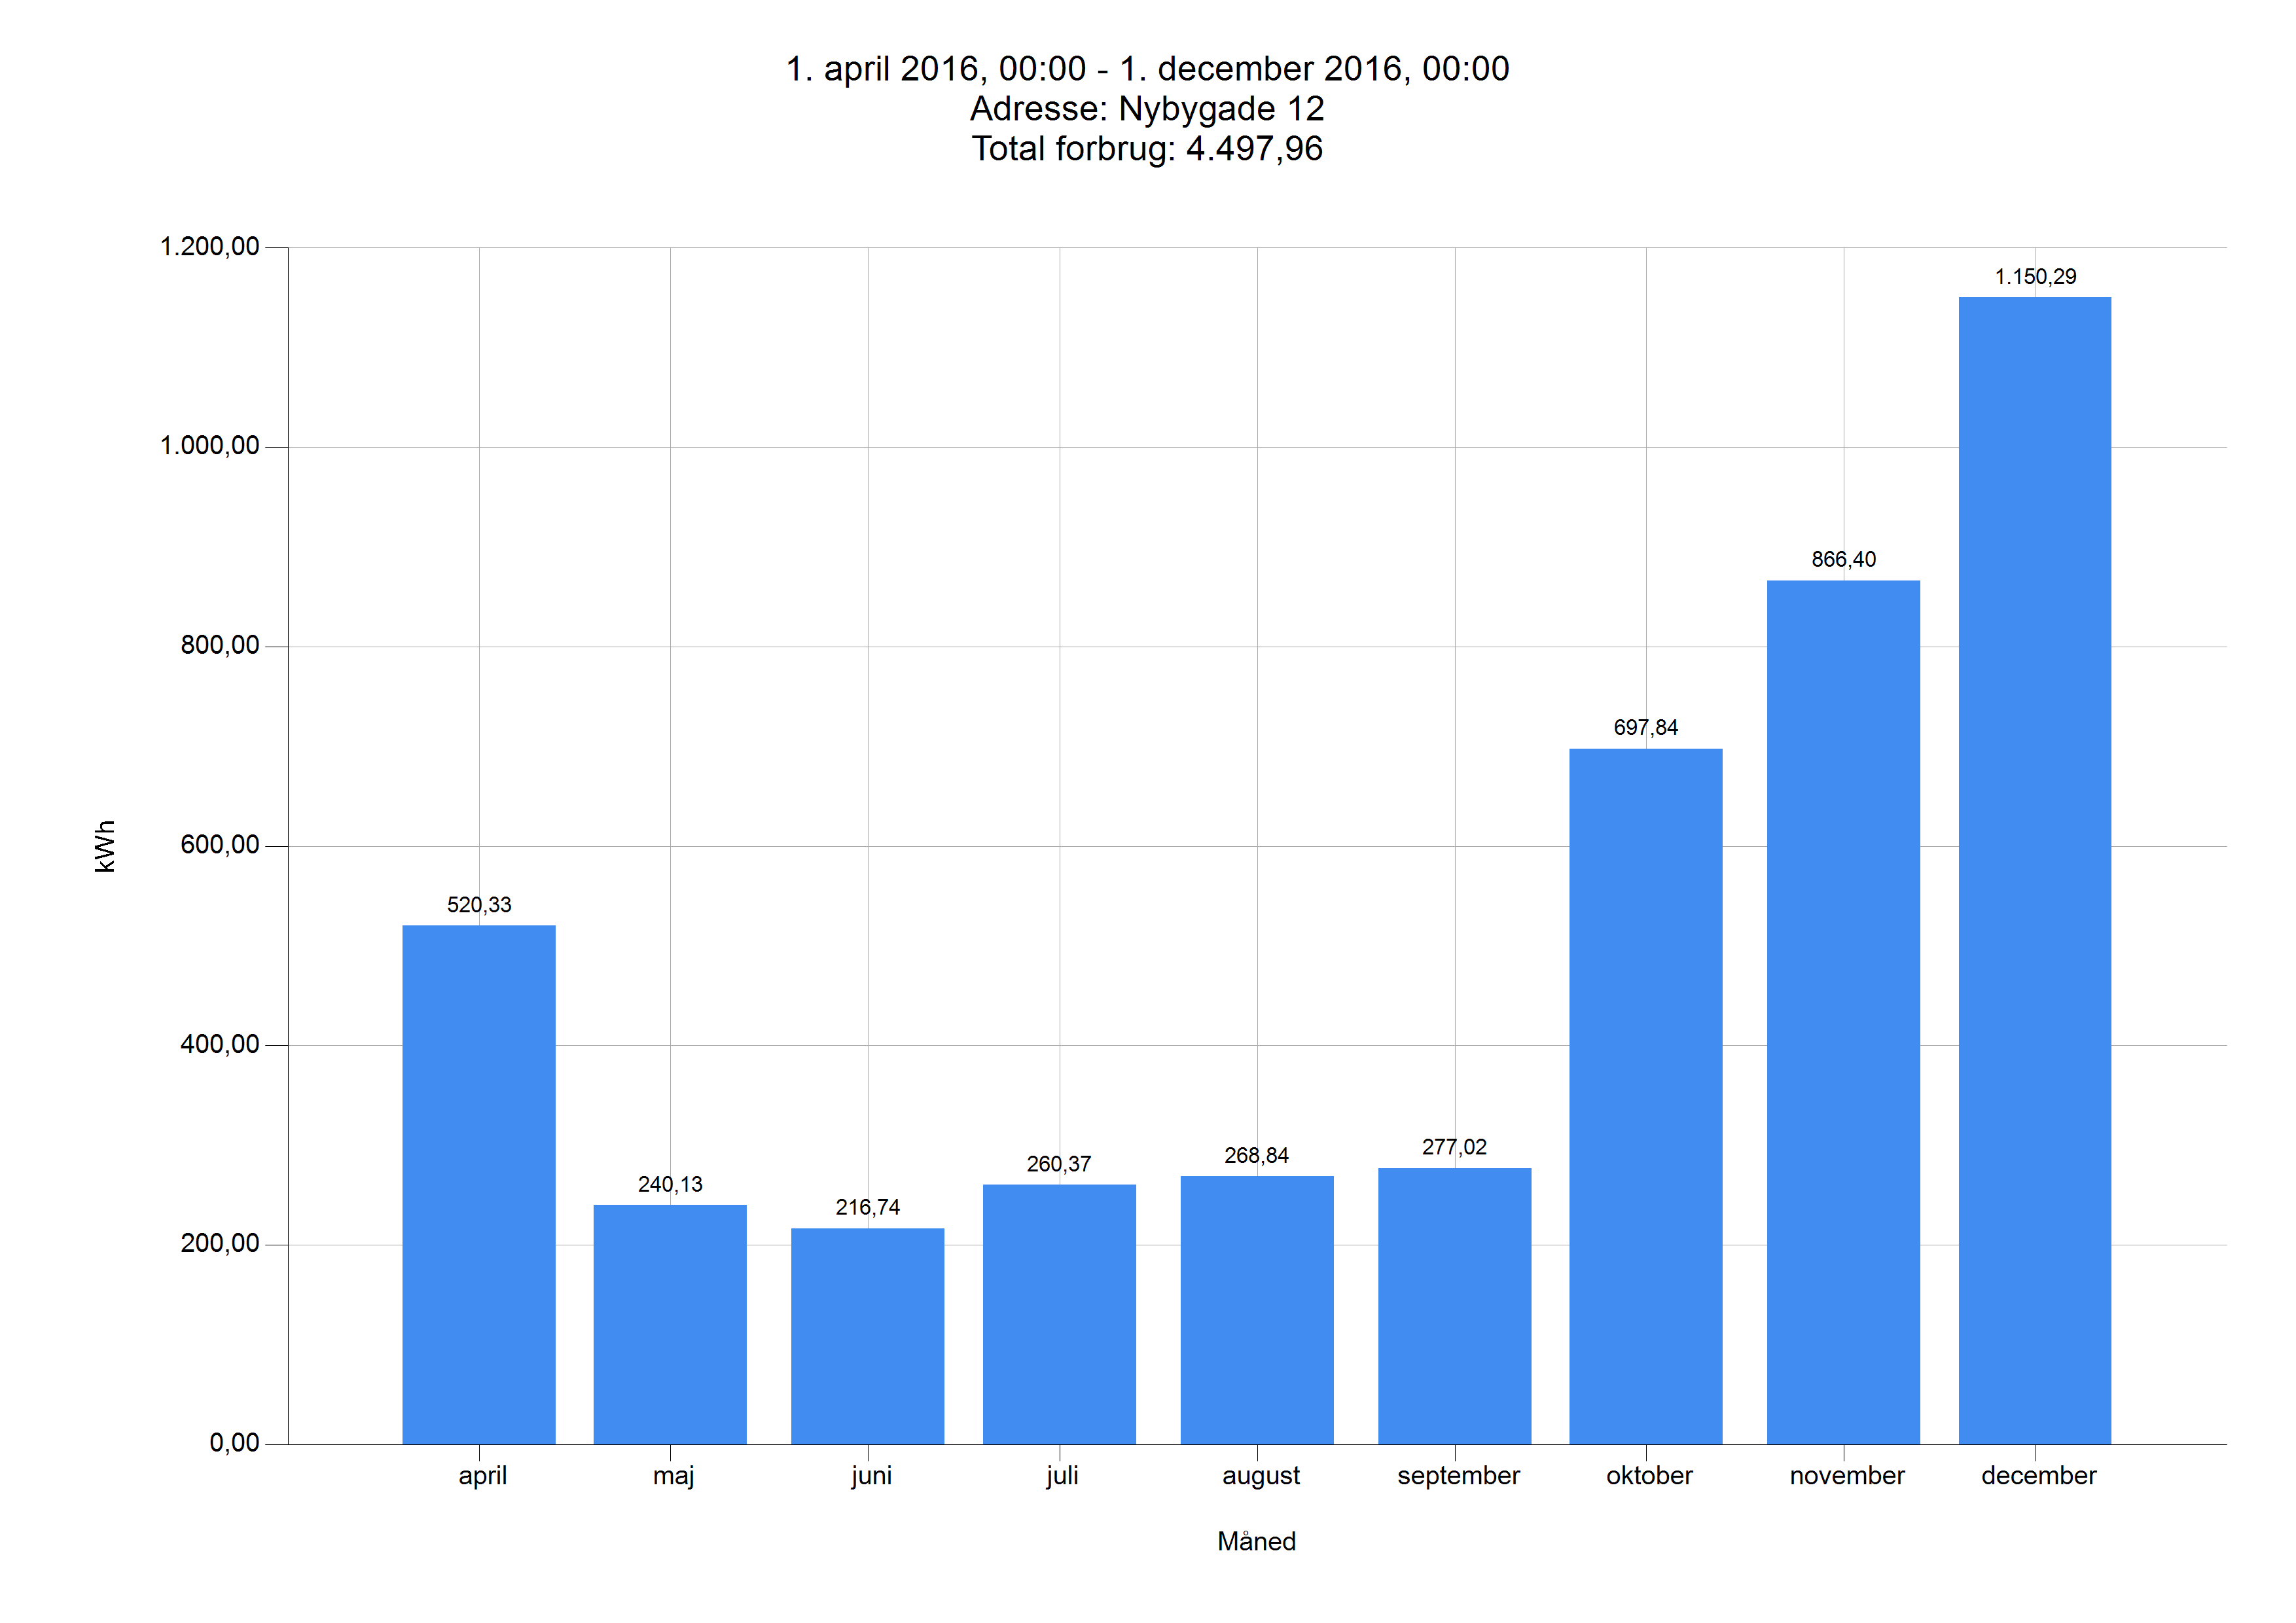 1. april 2016, 00:00 - 1. december 2016, 00:00
Adresse: Nybygade 12
Total forbrug: 4.497,96
1.200,00
1.000,00
800,00
600,00
400,00
200,00
0,00
kWh
520,33
240,13
216,74
260,37
268,84
277,02
697,84
866,40
1.150,29
april maj juni juli august september oktober november december
Måned